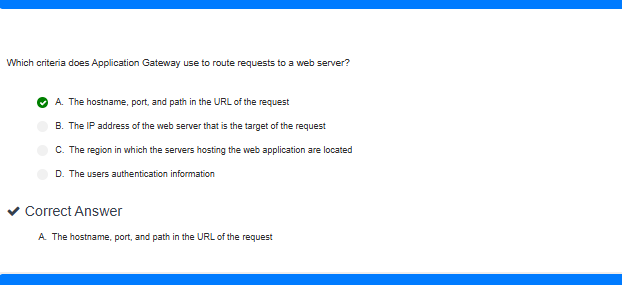 Which criteria does Application Gateway use to route requests to a web server?
A. The hostname, port, and path in the URL of the request
B. The IP address of the web server that is the target of the request
C. The region in which the servers hosting the web application are located
D. The users authentication information
Correct Answer
A. The hostname, port, and path in the URL of the request